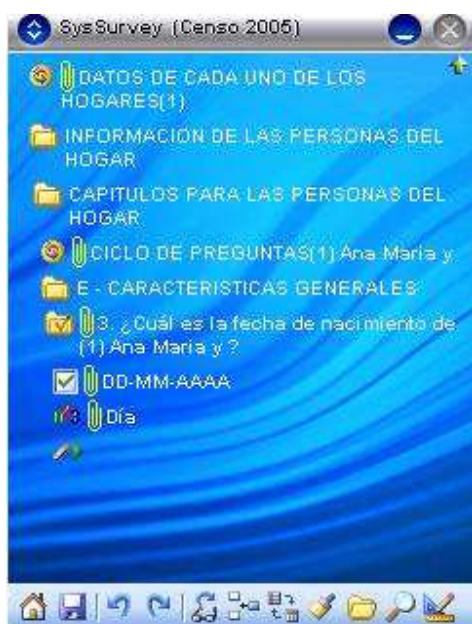 SysSurvey (Censo 2005)
DATOS DE CADA UNO DE LOS
HOGARES(1)
INFORMACION DE LAS PERSONAS DEL
HOGAR
CAPITULOS PARA LAS PERSONAS DEL
HOGAR
CICLO DE PREGUNTAS(1) Ana Maria y
E - CARACTERISTICAS GENERALES
3. ¿Cuál es la fecha de nacimiento de
(1) Ana Maria y ?
DD-MM-AAAA
Día